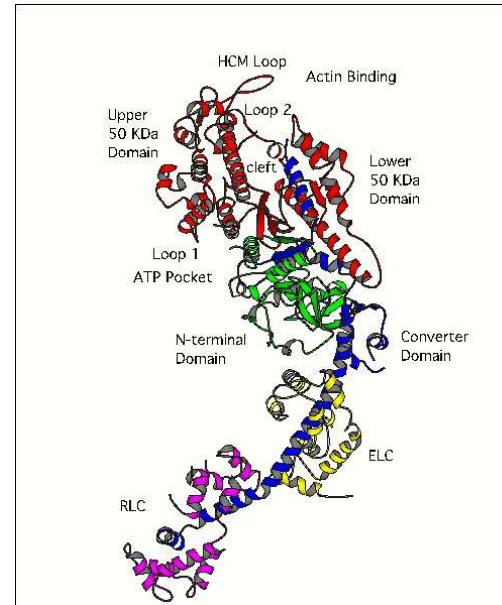 HCM Loop
Actin Binding
Loop 2
Upper
50 KDa
Domain
cleft
Lower
50 KDa
Domain
Loop 1
ATP Pocket
N-terminal
Domain
Converter
Domain
ELC
RLC